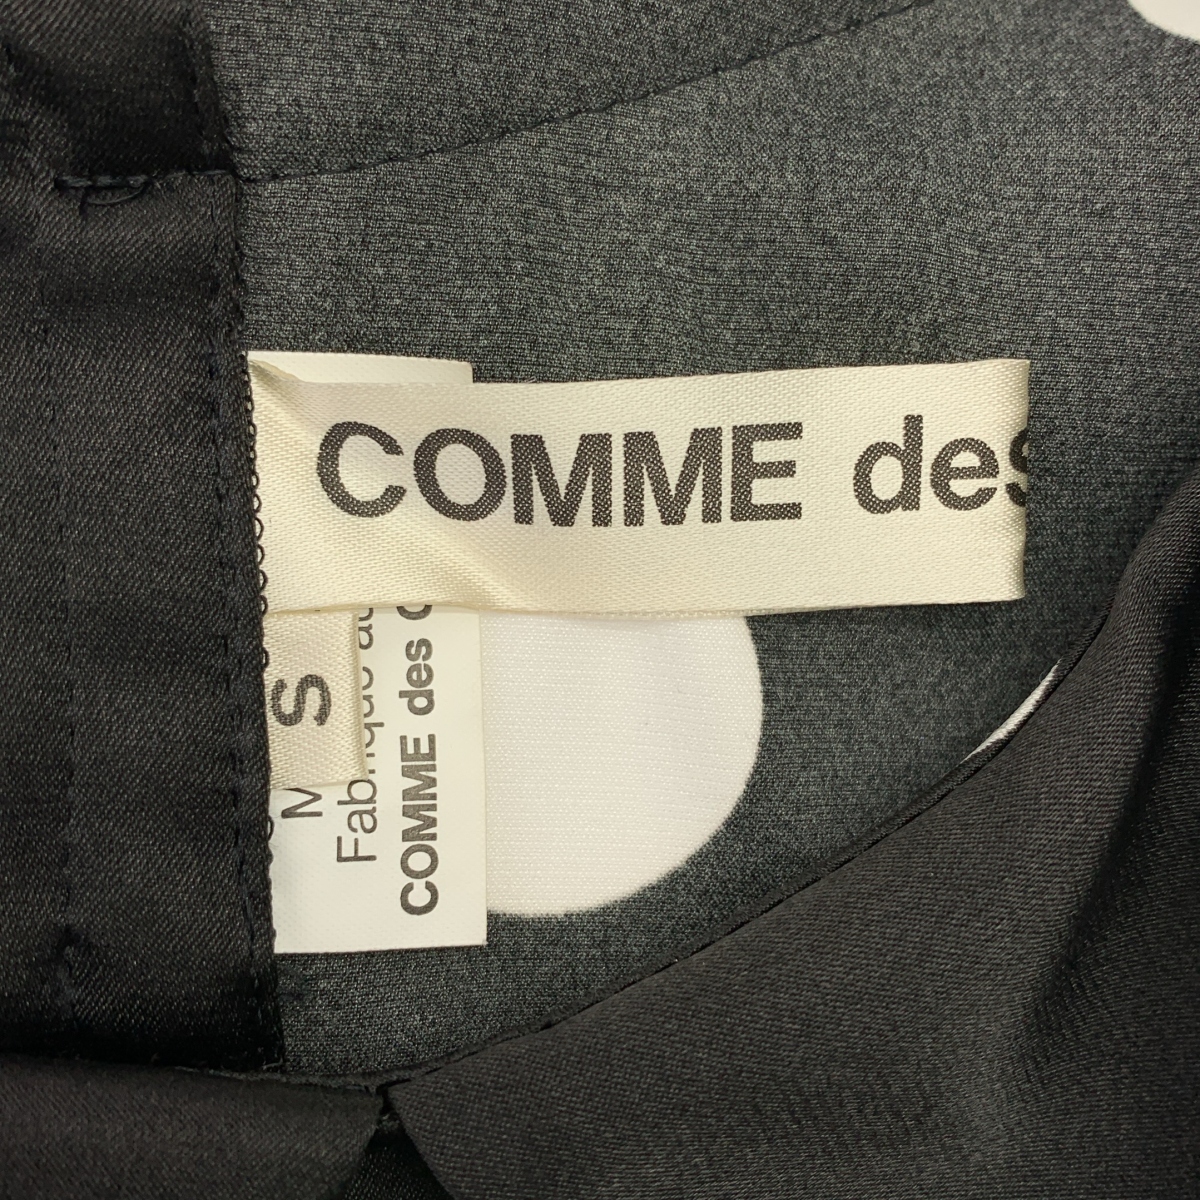 COMME des
S
COMME des
Fabriqué au
M